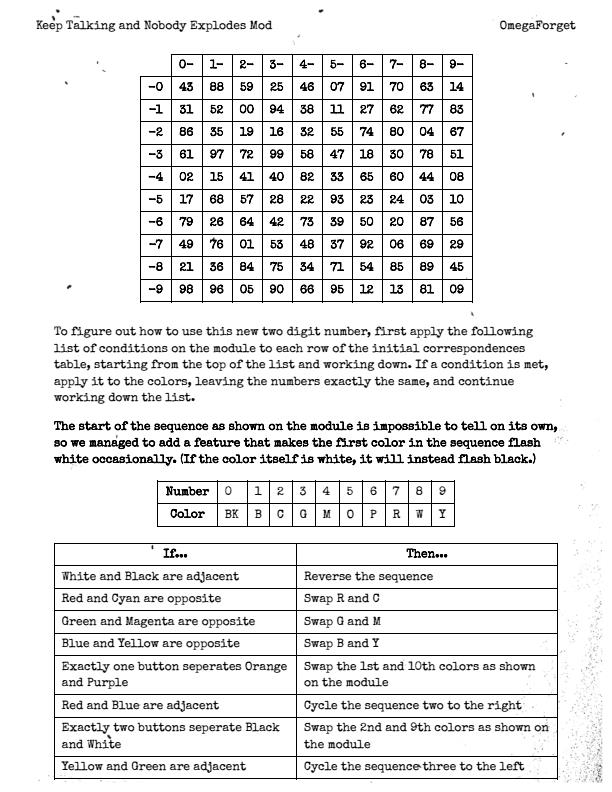 Keep Talking and Nobody Explodes Mod OmegaForget
0- 1- 2- 3- 4- 5- 6- 7- 8- 9-
-0 43 88 59 25 46 07 91 70 63 14
-1 31 52 00 94 38 11 27 62 77 83
-2 86 35 19 16 32 55 74 80 04 67
-3 61 97 72 99 58 47 18 30 78 51
-4 02 15 41 40 82 33 65 60 44 08
-5 17 68 57 28 22 93 23 24 03 10
-6 79 26 64 42 73 39 50 20 87 56
-7 49 76 01 53 48 37 92 06 69 29
-8 21 36 84 75 34 71 54 85 89 45
-9 98 96 05 90 66 95 12 13 81 09
To figure out how to use this new two digit number, first apply the following
list of conditions on the module to each row of the initial correspondences
table, starting from the top of the list and working down. If a condition is met,
apply it to the colors, leaving the numbers exactly the same, and continue
working down the list.
The start of the sequence as shown on the module is impossible to tell on its own,
so we managed to add a feature that makes the first color in the sequence flash
white occasionally. (If the color itself is white, it will instead flash black.)
Number 0 1 2 3 4 5 6 7 8 9
Color BK B C G M O P R W Y
If... Then...
White and Black are adjacent Reverse the sequence
Red and Cyan are opposite Swap R and C
Green and Magenta are opposite Swap G and M
Blue and Yellow are opposite Swap B and Y
Exactly one button seperates Orange Swap the 1st and 10th colors as shown
and Purple on the module
Red and Blue are adjacent Cycle the sequence two to the right
Exactly two buttons seperate Black Swap the 2nd and 9th colors as shown on
and White the module
Yellow and Green are adjacent Cycle the sequence three to the left